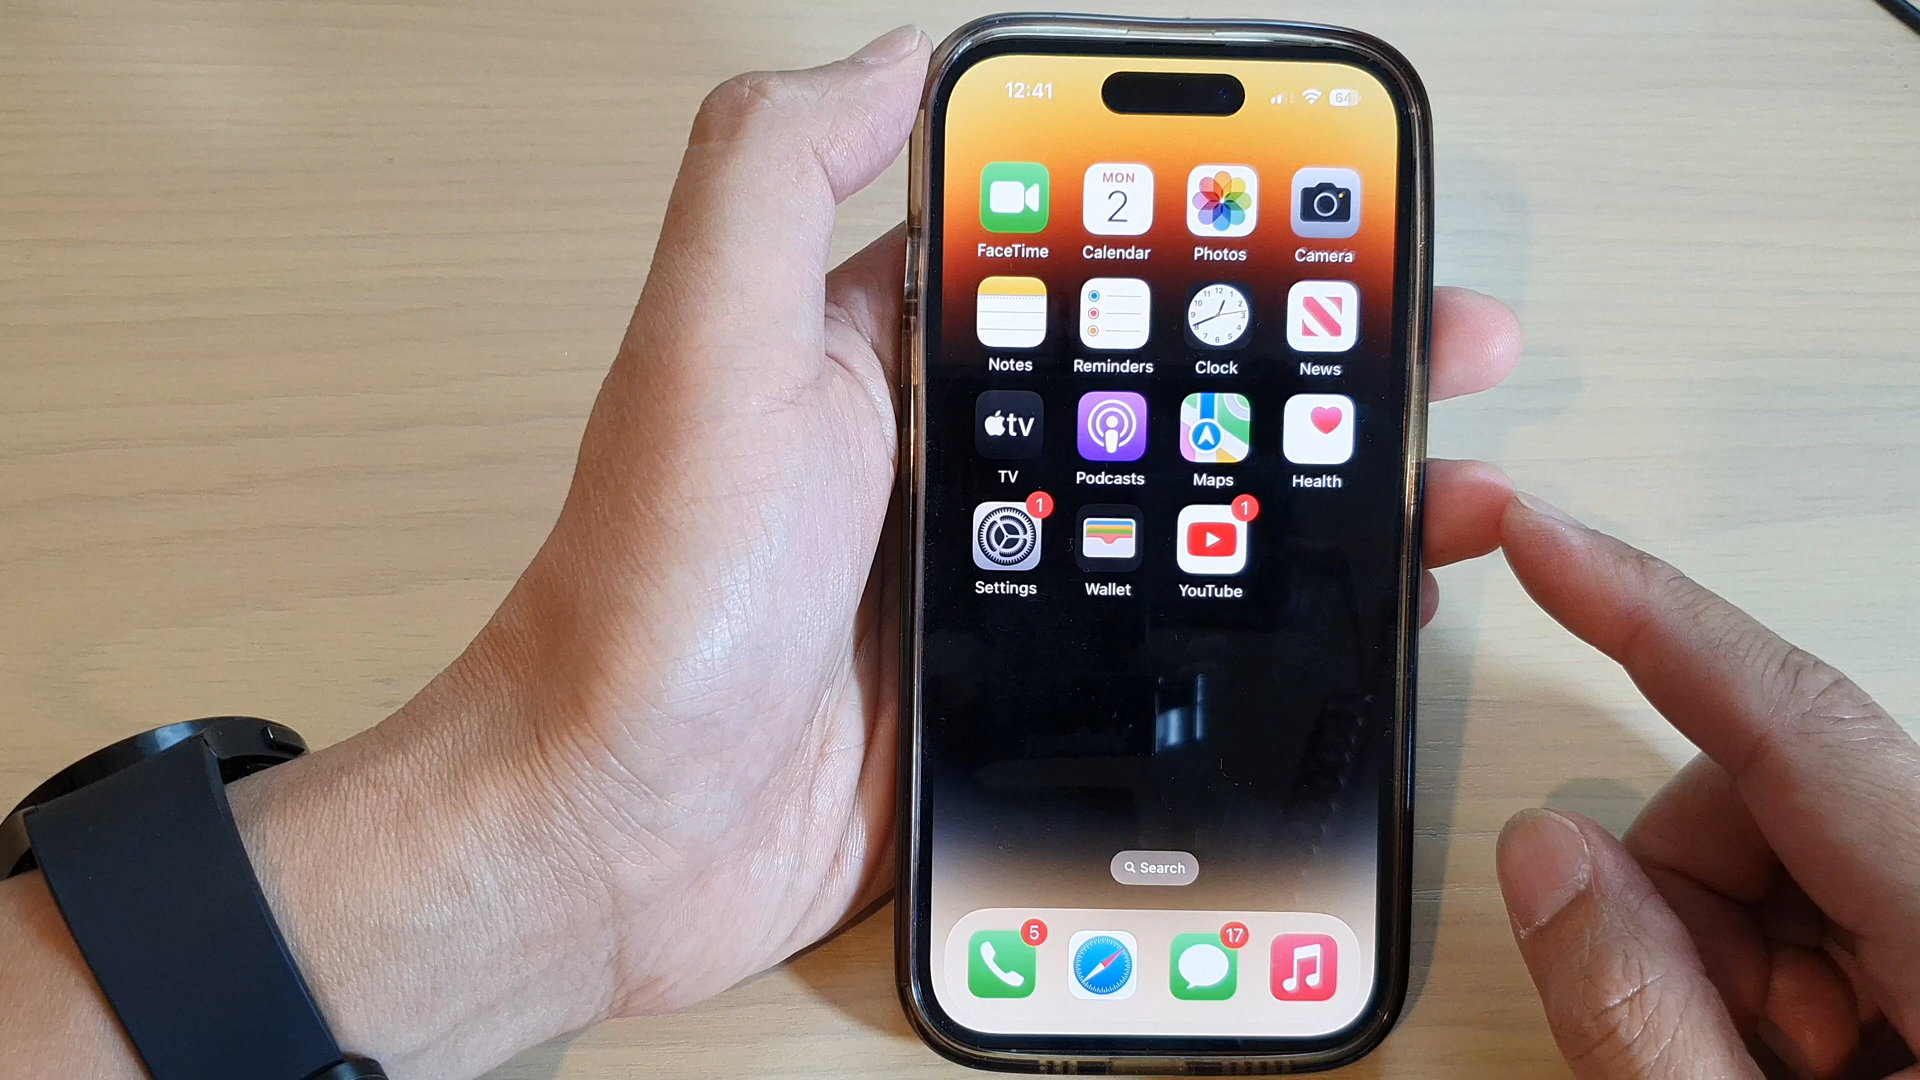 12:41
64
MON
2
FaceTime Calendar Photos Camera
Notes Reminders Clock News
tv
TV Podcasts Maps Health
1 1
Settings Wallet YouTube
Search
5 17